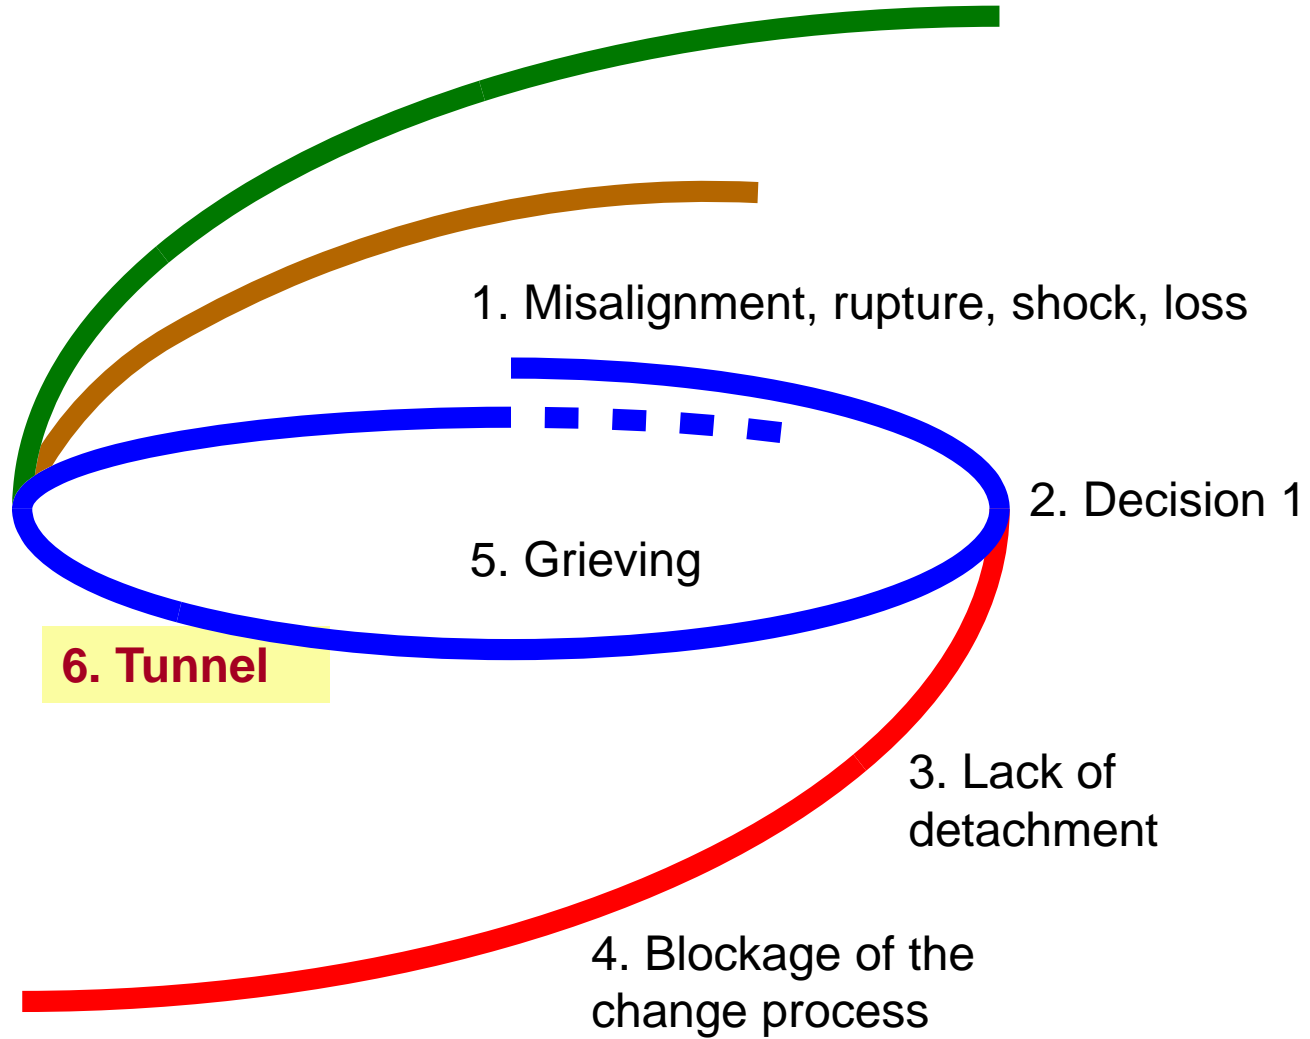 1. Misalignment, rupture, shock, loss
2. Decision 1
5. Grieving
6. Tunnel
3. Lack of
detachment
4. Blockage of the
change process